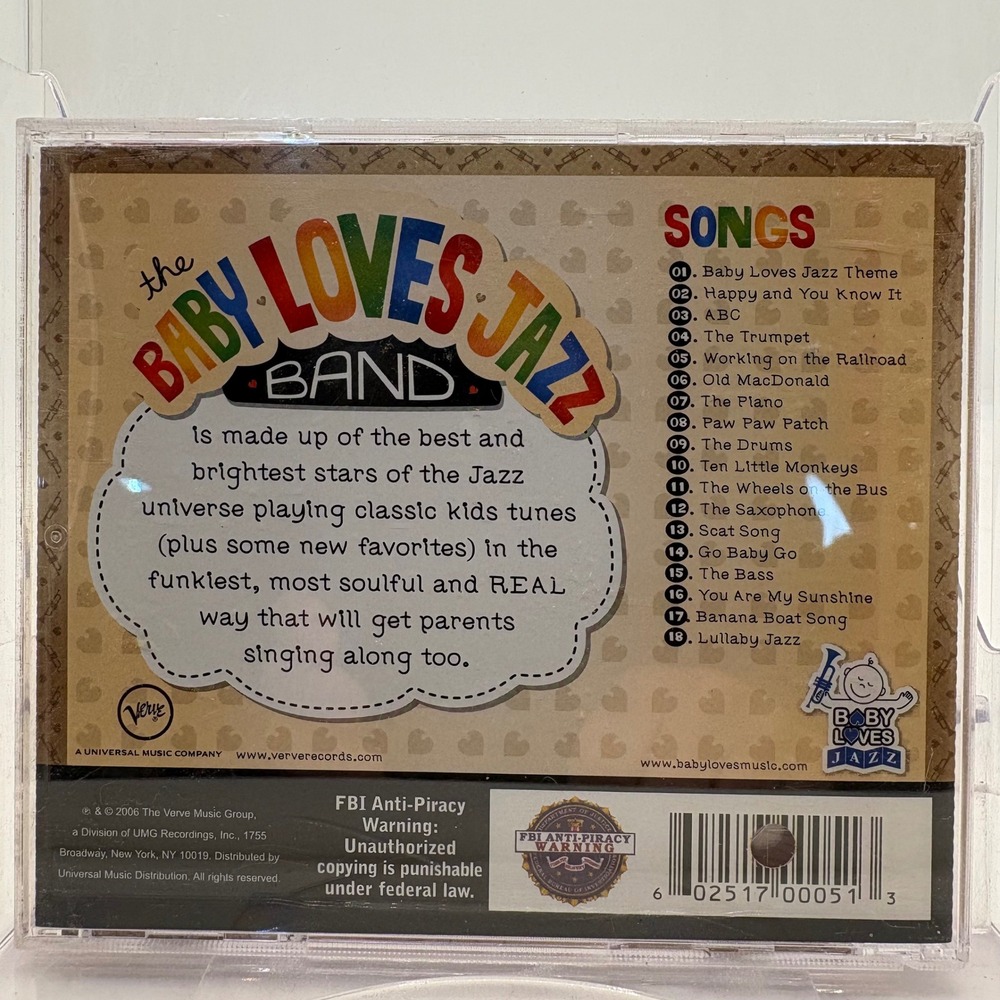 the
BABY LOVES JAZZ
BAND
is made up of the best and
brightest stars of the Jazz
universe playing classic kids tunes
(plus some new favorites) in the
funkiest, most soulful and REAL
way that will get parents
singing along too.
SONGS
01. Baby Loves Jazz Theme
02. Happy and You Know It
03. ABC
04. The Trumpet
05. Working on the Railroad
06. Old MacDonald
07. The Piano
08. Paw Paw Patch
09. The Drums
10. Ten Little Monkeys
11. The Wheels on the Bus
12. The Saxophone
13. Scat Song
14. Go Baby Go
15. The Bass
16. You Are My Sunshine
17. Banana Boat Song
18. Lullaby Jazz
Verve
A UNIVERSAL MUSIC COMPANY www.ververecords.com
www.babylovesmusic.com
BABY
LOVES
JAZZ
℗ & © 2006 The Verve Music Group,
a Division of UMG Recordings, Inc., 1755
Broadway, New York, NY 10019. Distributed by
Universal Music Distribution. All rights reserved.
FBI Anti-Piracy
Warning:
Unauthorized
copying is punishable
under federal law.
FBI ANTI-PIRACY
WARNING
6 02517 00051 3